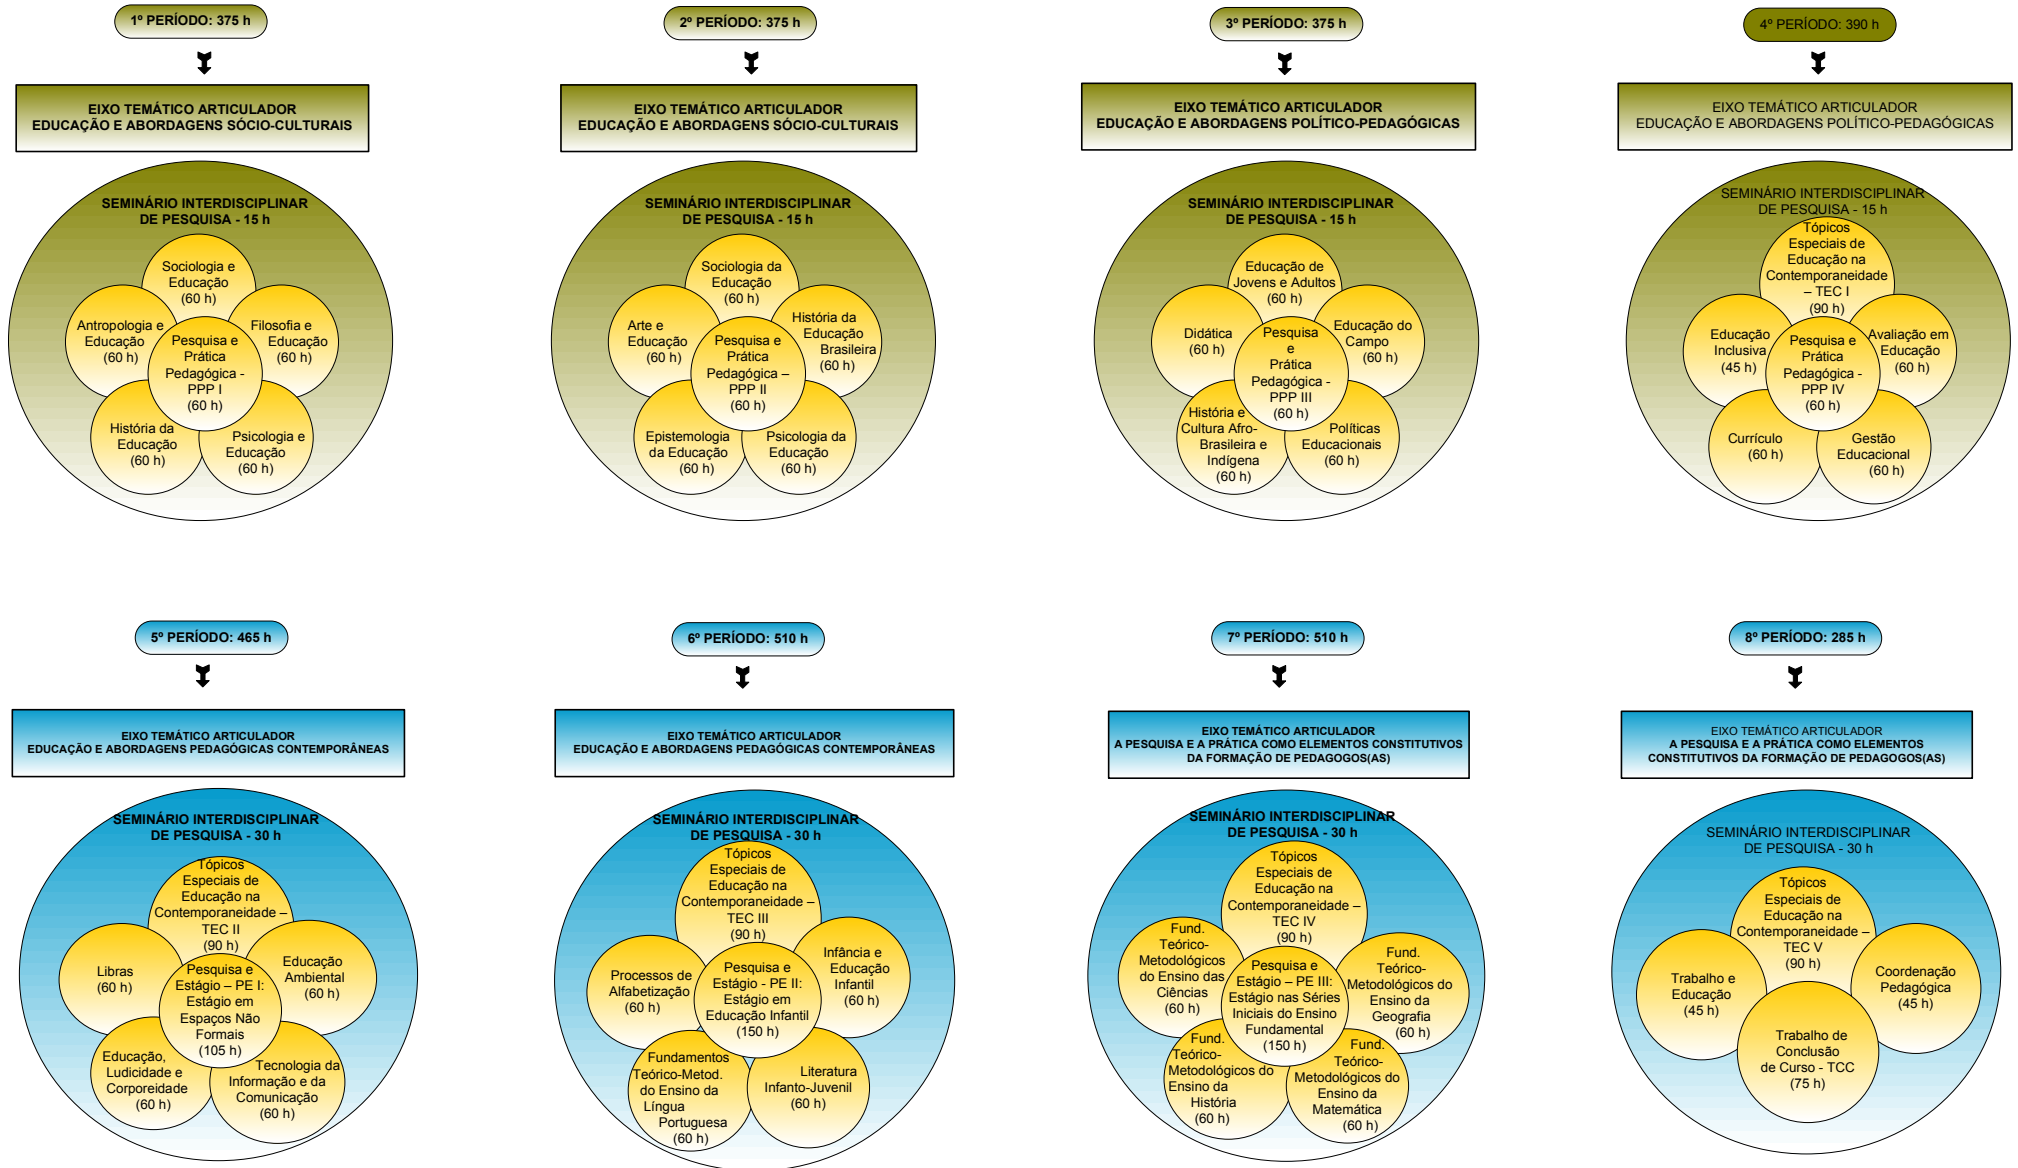 1º PERÍODO: 375 h
EIXO TEMÁTICO ARTICULADOR
EDUCAÇÃO E ABORDAGENS SÓCIO-CULTURAIS
SEMINÁRIO INTERDISCIPLINAR
DE PESQUISA - 15 h
Sociologia e
Educação
(60 h)
Antropologia e
Educação
(60 h)
Filosofia e
Educação
(60 h)
Pesquisa e
Prática
Pedagógica -
PPP I
(60 h)
História da
Educação
(60 h)
Psicologia e
Educação
(60 h)
2º PERÍODO: 375 h
EIXO TEMÁTICO ARTICULADOR
EDUCAÇÃO E ABORDAGENS SÓCIO-CULTURAIS
SEMINÁRIO INTERDISCIPLINAR
DE PESQUISA - 15 h
Sociologia da
Educação
(60 h)
Arte e
Educação
(60 h)
História da
Educação
Brasileira
(60 h)
Pesquisa e
Prática
Pedagógica –
PPP II
(60 h)
Epistemologia
da Educação
(60 h)
Psicologia da
Educação
(60 h)
3º PERÍODO: 375 h
EIXO TEMÁTICO ARTICULADOR
EDUCAÇÃO E ABORDAGENS POLÍTICO-PEDAGÓGICAS
SEMINÁRIO INTERDISCIPLINAR
DE PESQUISA - 15 h
Educação de
Jovens e Adultos
(60 h)
Didática
(60 h)
Educação do
Campo
(60 h)
Pesquisa
e
Prática
Pedagógica -
PPP III
(60 h)
História e
Cultura Afro-
Brasileira e
Indígena
(60 h)
Políticas
Educacionais
(60 h)
4º PERÍODO: 390 h
EIXO TEMÁTICO ARTICULADOR
EDUCAÇÃO E ABORDAGENS POLÍTICO-PEDAGÓGICAS
SEMINÁRIO INTERDISCIPLINAR
DE PESQUISA - 15 h
Tópicos
Especiais de
Educação na
Contemporaneidade
– TEC I
(90 h)
Educação
Inclusiva
(45 h)
Avaliação em
Educação
(60 h)
Pesquisa e
Prática
Pedagógica -
PPP IV
(60 h)
Currículo
(60 h)
Gestão
Educacional
(60 h)
5º PERÍODO: 465 h
EIXO TEMÁTICO ARTICULADOR
EDUCAÇÃO E ABORDAGENS PEDAGÓGICAS CONTEMPORÂNEAS
SEMINÁRIO INTERDISCIPLINAR
DE PESQUISA - 30 h
Tópicos
Especiais de
Educação na
Contemporaneidade –
TEC II
(90 h)
Libras
(60 h)
Educação
Ambiental
(60 h)
Pesquisa e
Estágio – PE I:
Estágio em
Espaços Não
Formais
(105 h)
Educação,
Ludicidade e
Corporeidade
(60 h)
Tecnologia da
Informação e da
Comunicação
(60 h)
6º PERÍODO: 510 h
EIXO TEMÁTICO ARTICULADOR
EDUCAÇÃO E ABORDAGENS PEDAGÓGICAS CONTEMPORÂNEAS
SEMINÁRIO INTERDISCIPLINAR
DE PESQUISA - 30 h
Tópicos
Especiais de
Educação na
Contemporaneidade –
TEC III
(90 h)
Processos de
Alfabetização
(60 h)
Infância e
Educação
Infantil
(60 h)
Pesquisa e
Estágio - PE II:
Estágio em
Educação Infantil
(150 h)
Fundamentos
Teórico-Metod.
do Ensino da
Língua
Portuguesa
(60 h)
Literatura
Infanto-Juvenil
(60 h)
7º PERÍODO: 510 h
EIXO TEMÁTICO ARTICULADOR
A PESQUISA E A PRÁTICA COMO ELEMENTOS CONSTITUTIVOS
DA FORMAÇÃO DE PEDAGOGOS(AS)
SEMINÁRIO INTERDISCIPLINAR
DE PESQUISA - 30 h
Tópicos
Especiais de
Educação na
Contemporaneidade –
TEC IV
(90 h)
Fund.
Teórico-
Metodológicos
do Ensino das
Ciências
(60 h)
Fund.
Teórico-
Metodológicos do
Ensino da
Geografia
(60 h)
Pesquisa e
Estágio – PE III:
Estágio nas Séries
Iniciais do Ensino
Fundamental
(150 h)
Fund.
Teórico-
Metodológicos do
Ensino da
História
(60 h)
Fund.
Teórico-
Metodológicos do
Ensino da
Matemática
(60 h)
8º PERÍODO: 285 h
EIXO TEMÁTICO ARTICULADOR
A PESQUISA E A PRÁTICA COMO ELEMENTOS
CONSTITUTIVOS DA FORMAÇÃO DE PEDAGOGOS(AS)
SEMINÁRIO INTERDISCIPLINAR
DE PESQUISA - 30 h
Tópicos
Especiais de
Educação na
Contemporaneidade –
TEC V
(90 h)
Trabalho e
Educação
(45 h)
Coordenação
Pedagógica
(45 h)
Trabalho de
Conclusão
de Curso - TCC
(75 h)